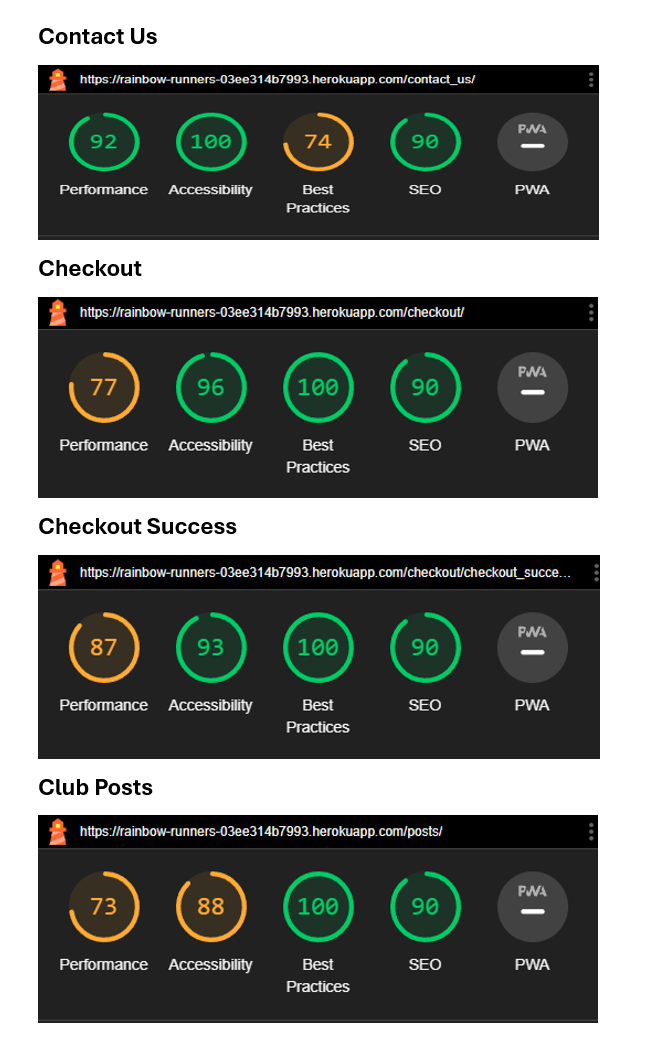 Contact Us
https://rainbow-runners-03ee314b7993.herokuapp.com/contact_us/
92 100 74 90 PWA
Performance Accessibility Best Practices SEO PWA
Checkout
https://rainbow-runners-03ee314b7993.herokuapp.com/checkout/
77 96 100 90 PWA
Performance Accessibility Best Practices SEO PWA
Checkout Success
https://rainbow-runners-03ee314b7993.herokuapp.com/checkout/checkout_succe...
87 93 100 90 PWA
Performance Accessibility Best Practices SEO PWA
Club Posts
https://rainbow-runners-03ee314b7993.herokuapp.com/posts/
73 88 100 90 PWA
Performance Accessibility Best Practices SEO PWA